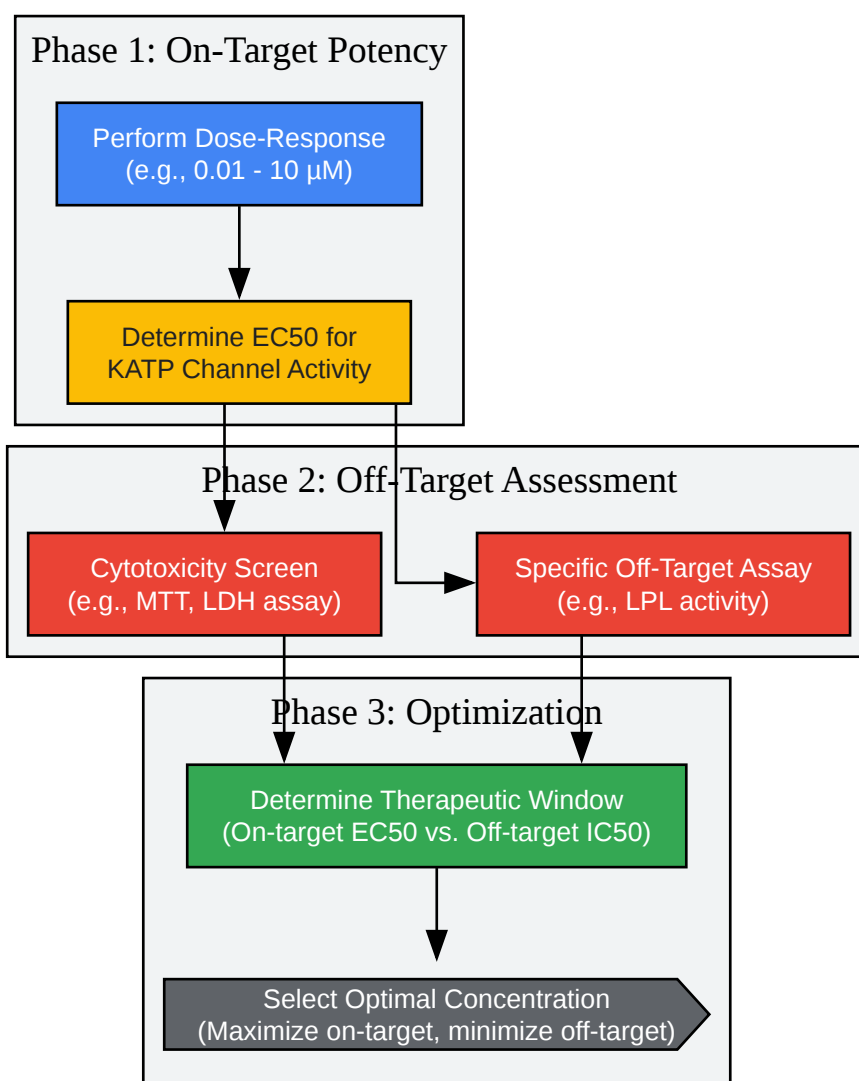 Phase 1: On-Target Potency
Perform Dose-Response
(e.g., 0.01 - 10 µM)
Determine EC50 for
KATP Channel Activity
Phase 2: Off-Target Assessment
Cytotoxicity Screen
(e.g., MTT, LDH assay)
Specific Off-Target Assay
(e.g., LPL activity)
Phase 3: Optimization
Determine Therapeutic Window
(On-target EC50 vs. Off-target IC50)
Select Optimal Concentration
(Maximize on-target, minimize off-target)